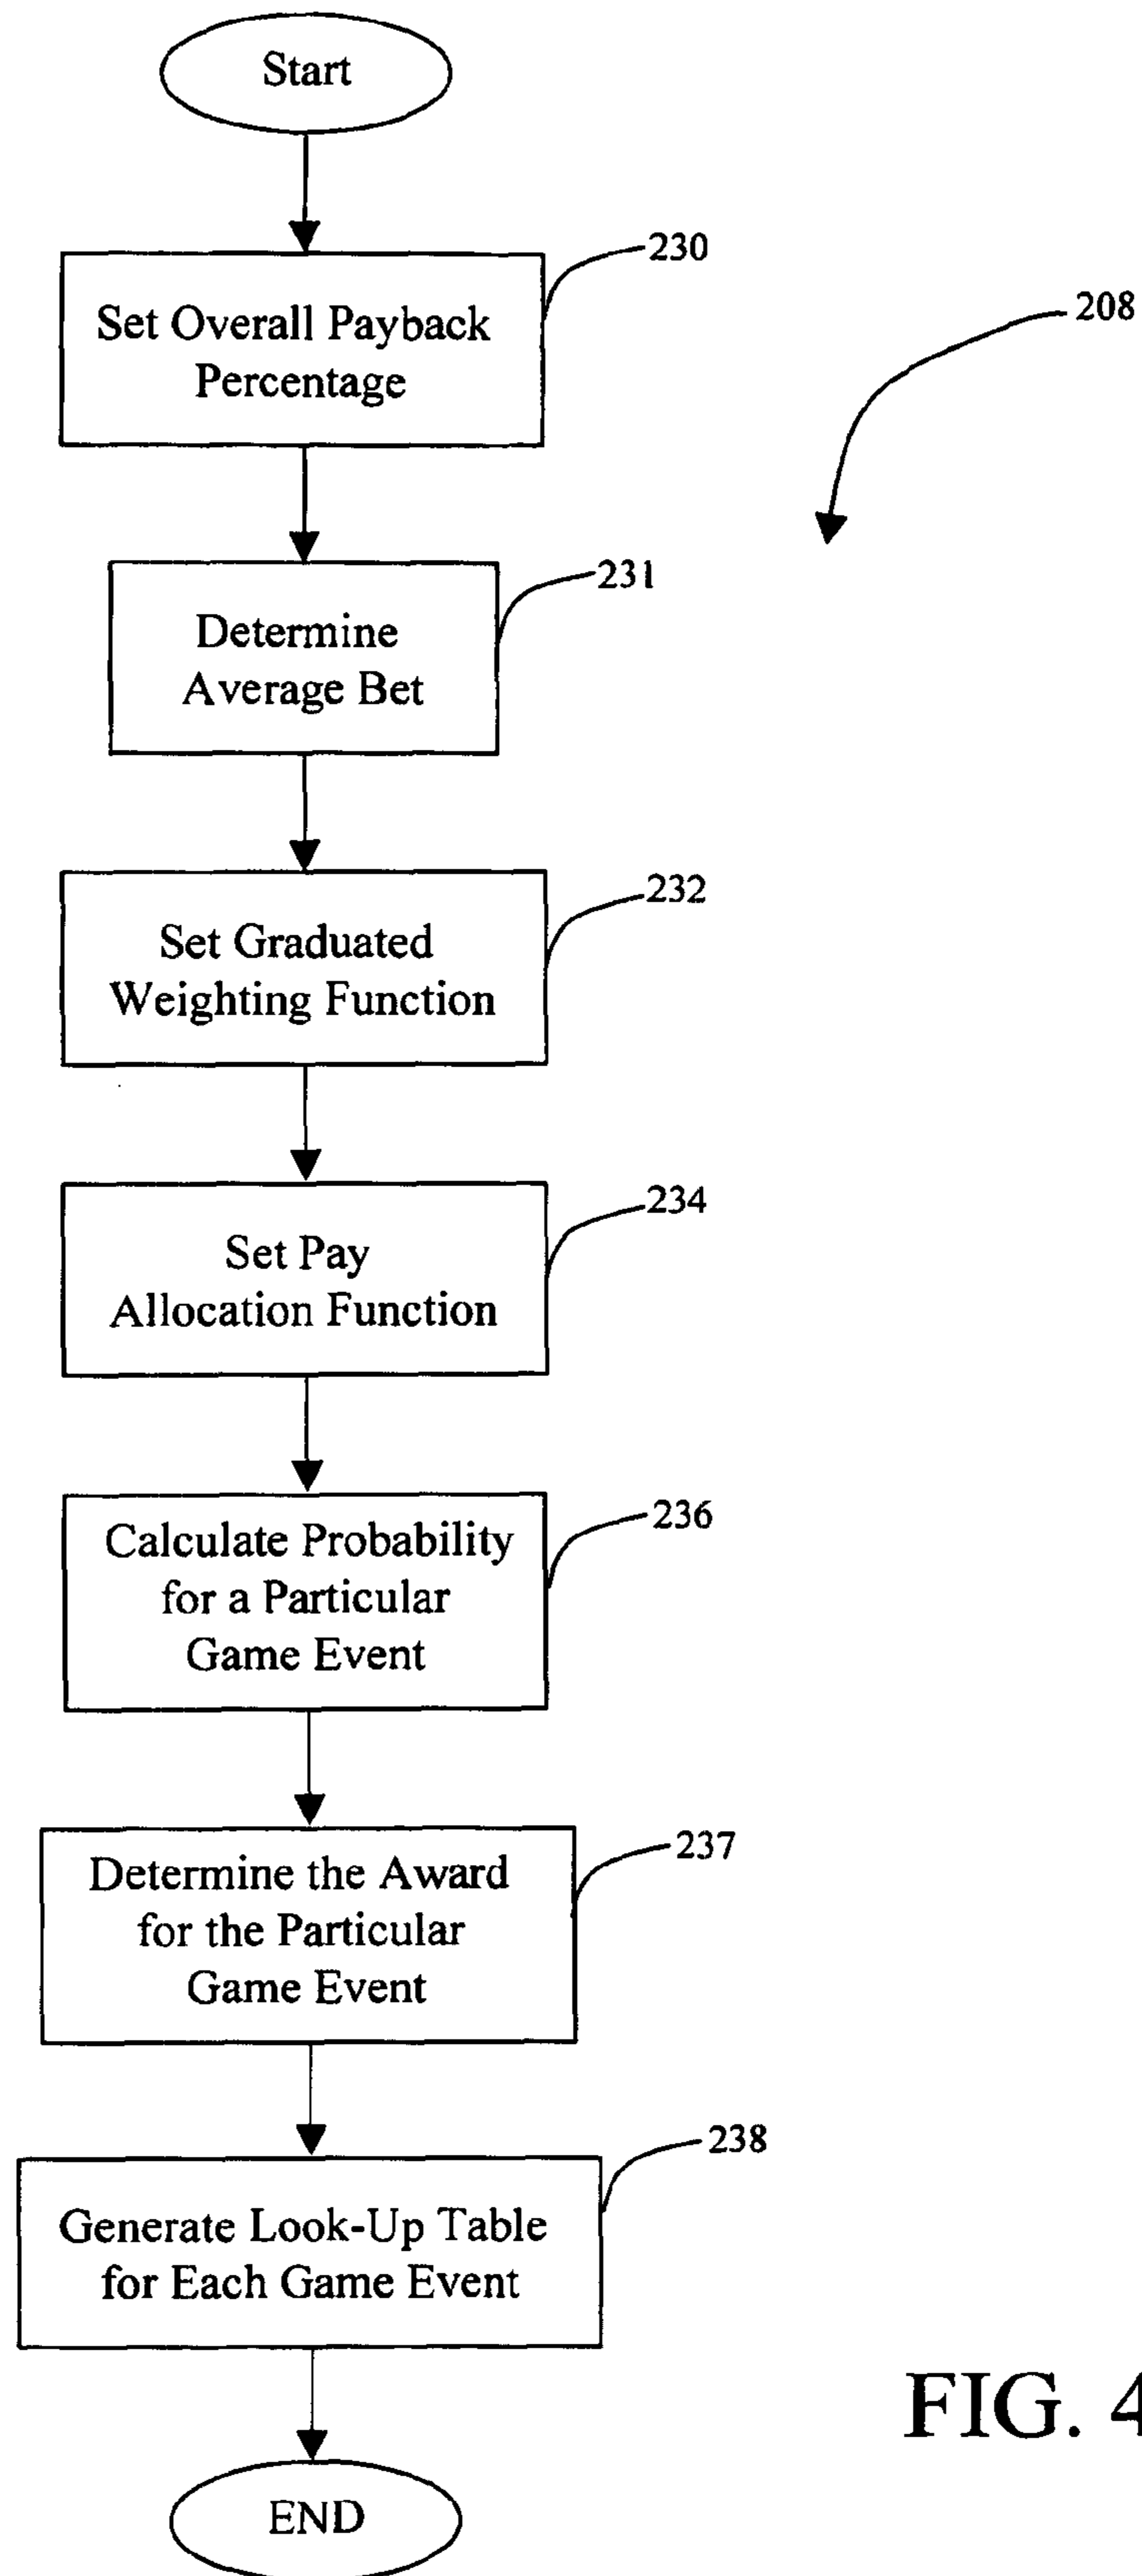 Start
230
Set Overall Payback
Percentage
208
231
Determine
Average Bet
232
Set Graduated
Weighting Function
234
Set Pay
Allocation Function
236
Calculate Probability
for a Particular
Game Event
237
Determine the Award
for the Particular
Game Event
238
Generate Look-Up Table
for Each Game Event
FIG. 4
END